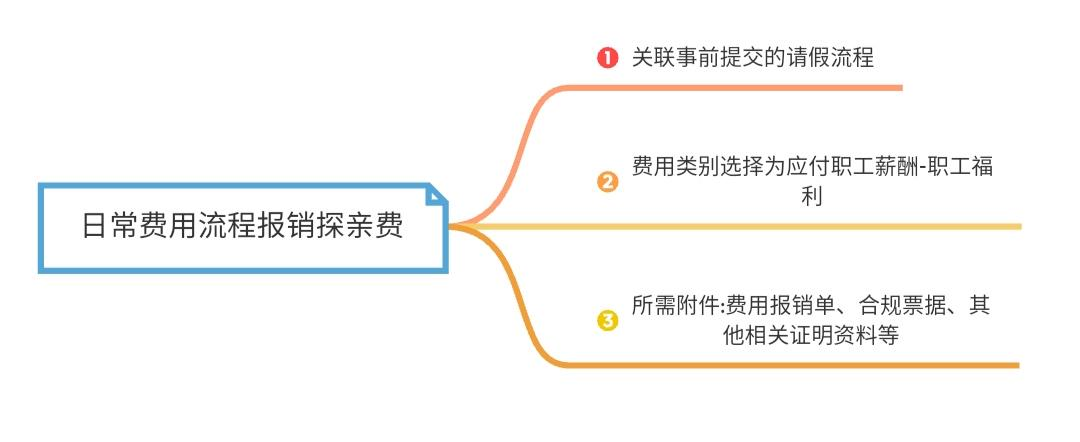 日常费用流程报销探亲费
1 关联事前提交的请假流程
2 费用类别选择为应付职工薪酬-职工福
利
3 所需附件:费用报销单、合规票据、其
他相关证明资料等